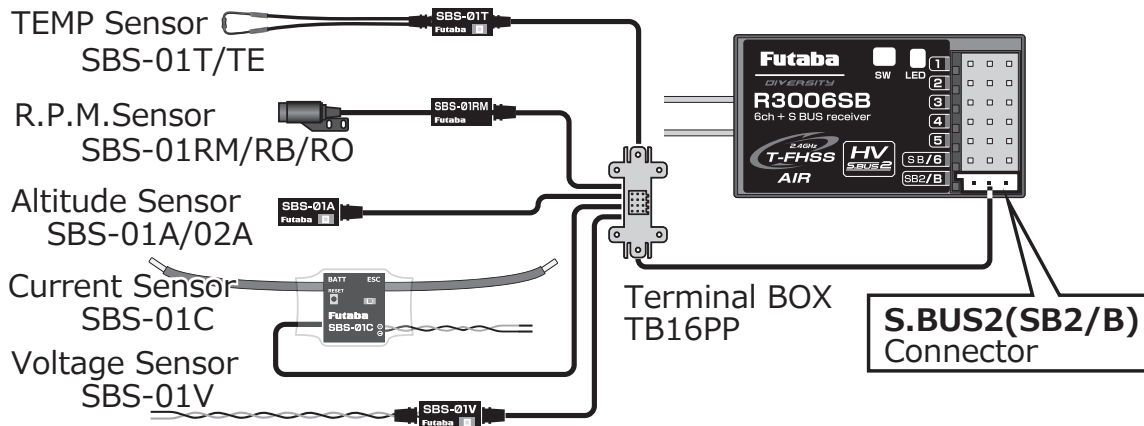 TEMP Sensor
SBS-01T/TE
SBS-01T
Futaba
R.P.M.Sensor
SBS-01RM/RB/RO
SBS-01RM
Futaba
Altitude Sensor
SBS-01A/02A
SBS-01A
Futaba
Current Sensor
SBS-01C
BATT ESC
RESET
Futaba
SBS-01C
Voltage Sensor
SBS-01V
SBS-01V
Futaba
Terminal BOX
TB16PP
Futaba
DIVERSITY
R3006SB
6ch + S BUS receiver
2.4GHz
T-FHSS
AIR
HV
S.BUS2
SW LED
1
2
3
4
5
SB/6
SB2/B
S.BUS2(SB2/B)
Connector